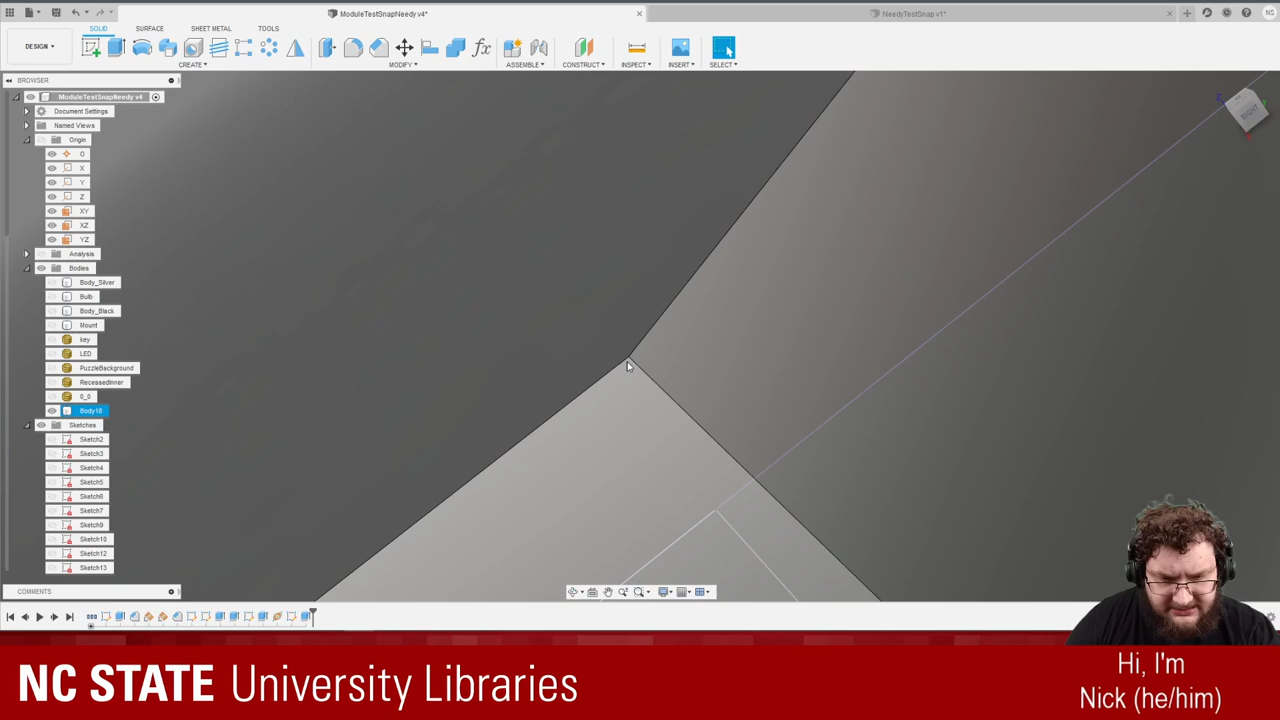 ModuleTestSnapNeedy v4*
NeedyTestSnap v1*
NS
SOLID
SURFACE
SHEET METAL
TOOLS
DESIGN
CREATE
MODIFY
ASSEMBLE
CONSTRUCT
INSPECT
INSERT
SELECT
BROWSER
ModuleTestSnapNeedy v4
Document Settings
Named Views
Origin
O
X
Y
Z
XY
XZ
YZ
Analysis
Bodies
Body_Silver
Bulb
Body_Black
Mount
key
LED
PuzzleBackground
RecessedInner
0_0
Body18
Sketches
Sketch2
Sketch3
Sketch4
Sketch5
Sketch6
Sketch7
Sketch9
Sketch10
Sketch12
Sketch13
COMMENTS
Z
RIGHT
Y
X
NC STATE University Libraries
Hi, I'm
Nick (he/him)